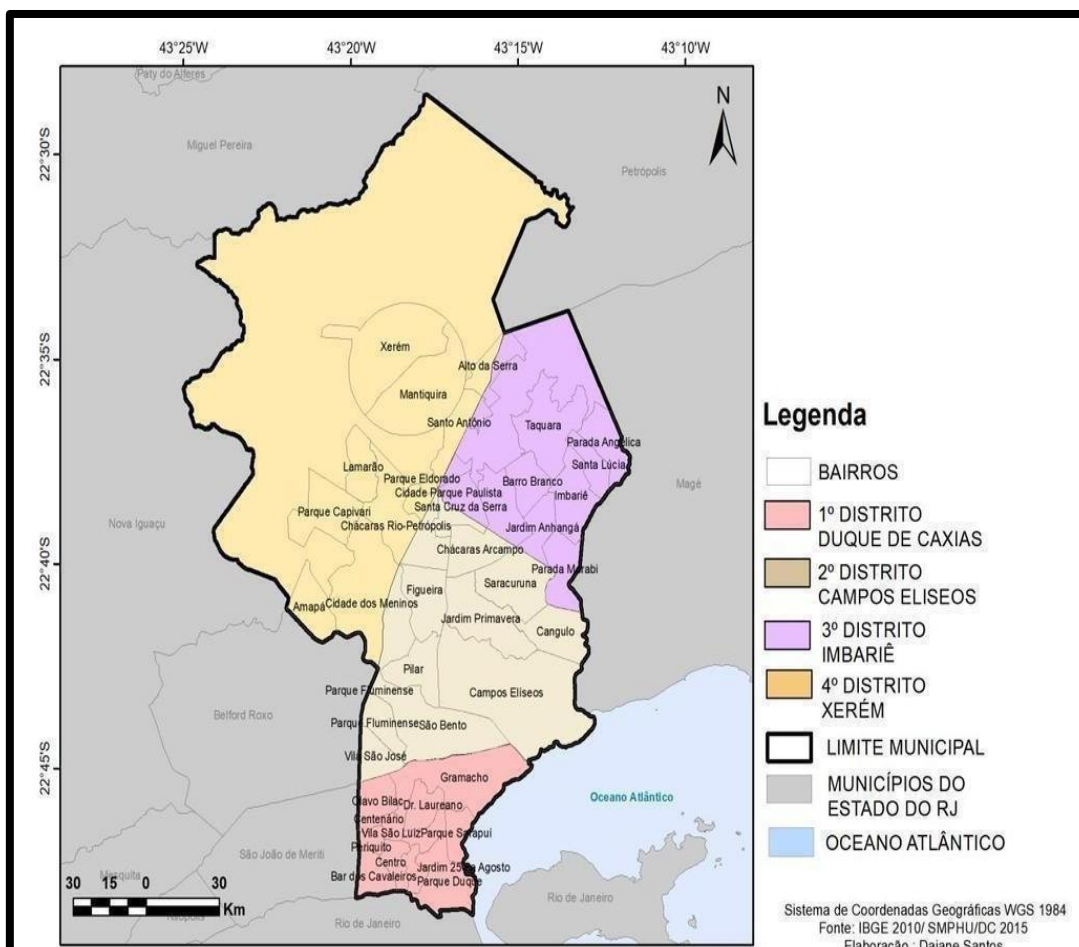 43°25'W
43°20'W
43°15'W
43°10'W
Paty do Alferes
N
Miguel Pereira
22°30'S
Petrópolis
22°35'S
Xerém
Alto da Serra
Mantiquira
Santo António
Taquara
Parada Angélica
Santa Lúcia
Lamarão
Parque Eldorado
Barro Branco
Cidade Parque Paulista
Imbariê
Magé
Santa Cruz da Serra
Parque Capivari
Nova Iguaçu
Chácaras Rio-Petrópolis
Jardim Anhangá
22°40'S
Chácaras Arcampo
Parada Morabi
Saracuruna
Figueira
Amapá
Cidade dos Meninos
Jardim Primavera
Cangulo
Pilar
Parque Fluminense
Campos Elíseos
Belford Roxo
Parque Fluminense
São Bento
Vila São José
22°45'S
Gramacho
Oceano Atlântico
Olavo Bilac
Dr. Laureano
Centenário
Vila São Luiz
Parque Sarapuí
Periquito
São João de Meriti
Centro
Jardim 25 de Agosto
Mesquita
Bar dos Cavaleiros
Parque Duque
30 15 0 30
Km
Nilópolis
Rio de Janeiro
Rio de Janeiro
Legenda
BAIRROS
1º DISTRITO
DUQUE DE CAXIAS
2º DISTRITO
CAMPOS ELISEOS
3º DISTRITO
IMBARIÊ
4º DISTRITO
XERÉM
LIMITE MUNICIPAL
MUNICÍPIOS DO
ESTADO DO RJ
OCEANO ATLÂNTICO
Sistema de Coordenadas Geográficas WGS 1984
Fonte: IBGE 2010/ SMPHU/DC 2015
Elaboração : Daiane Santos